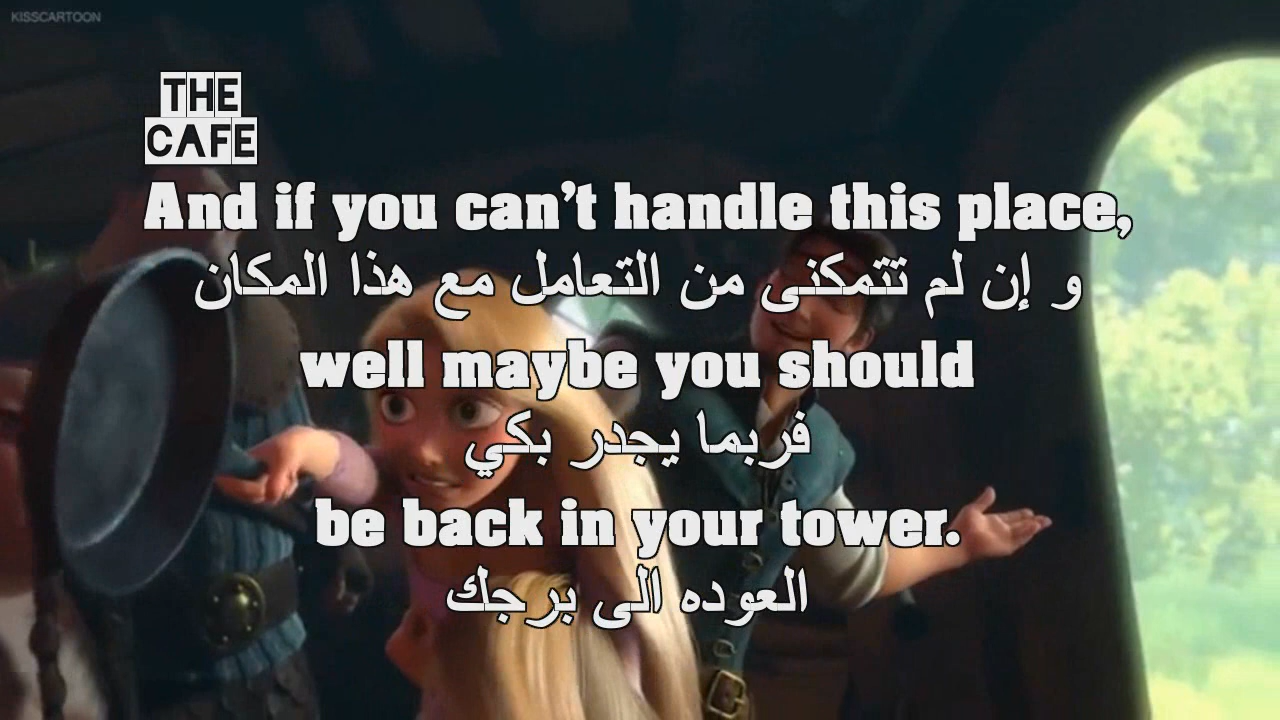 KISSCARTOON
THE
CAFE
And if you can't handle this place,
و إن لم تتمكنى من التعامل مع هذا المكان
well maybe you should
فربما يجدر بكي
be back in your tower.
العوده الى برجك